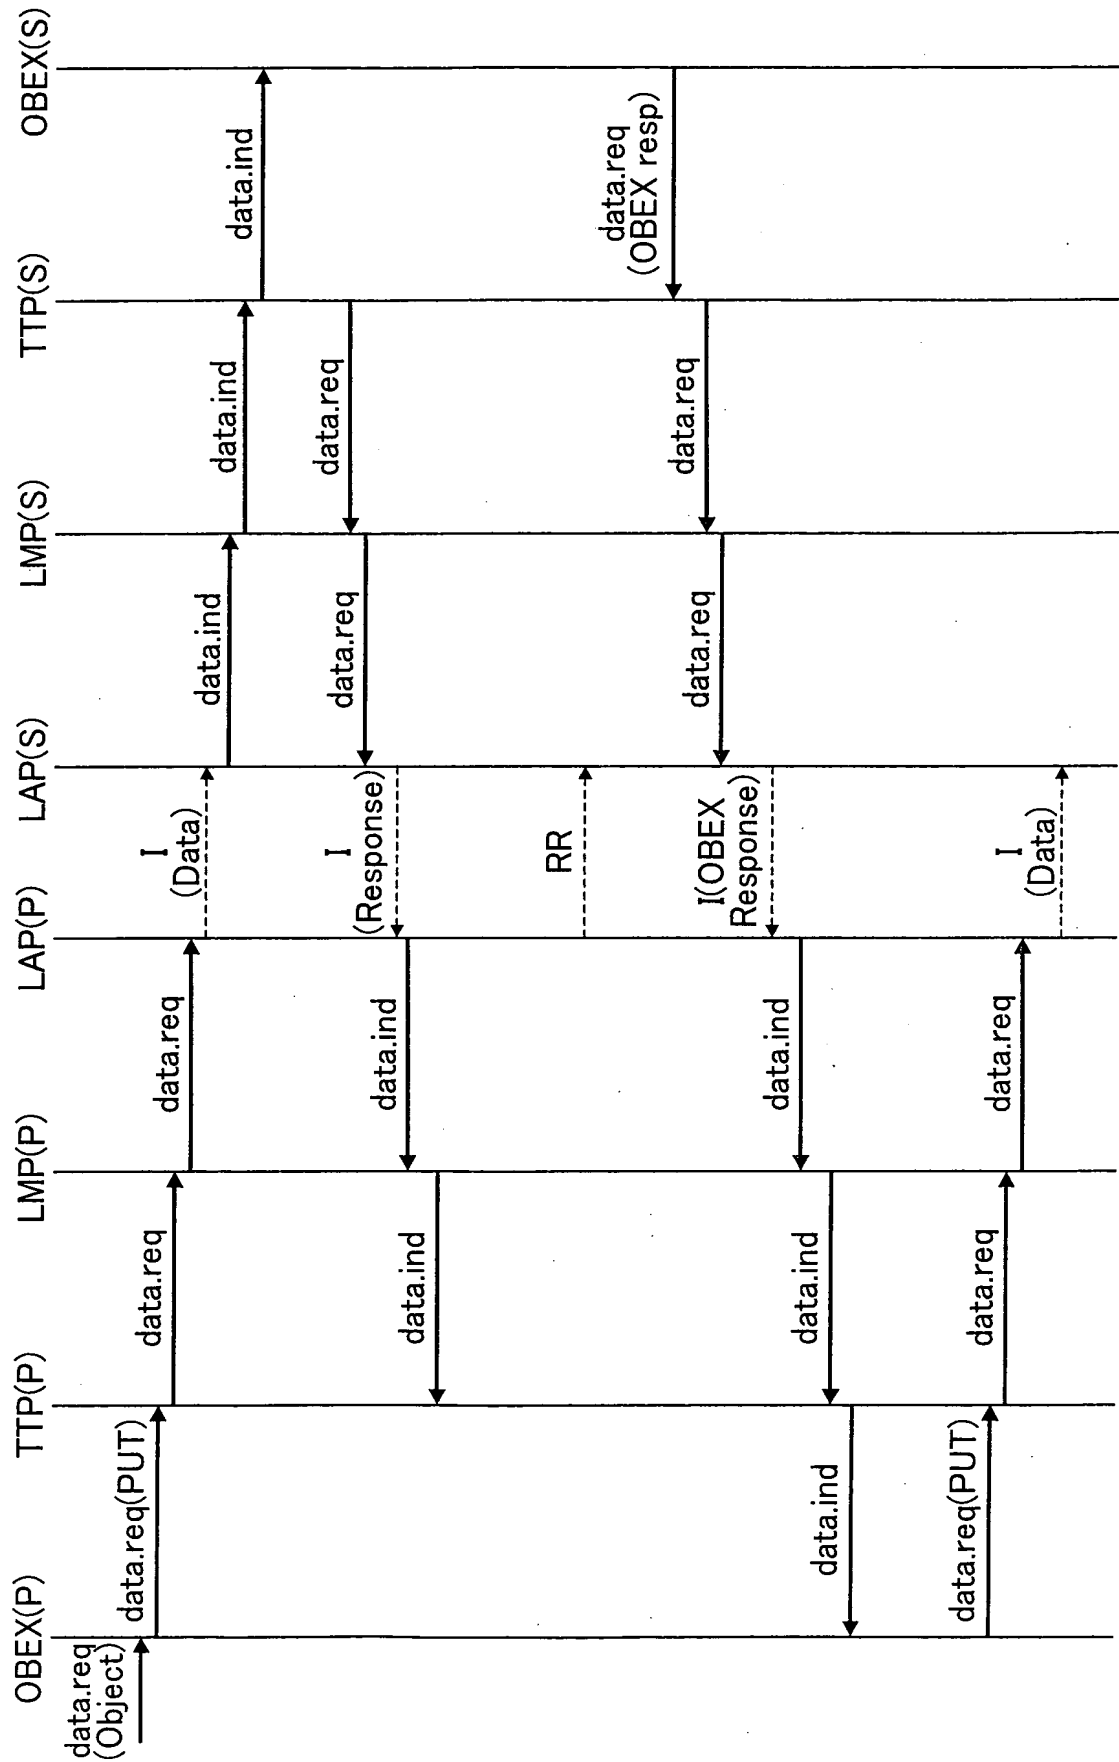 OBEX(P)
TTP(P)
LMP(P)
LAP(P)
LAP(S)
LMP(S)
TTP(S)
OBEX(S)
data.req
(Object)
data.req(PUT)
data.req
data.req
I
(Data)
data.ind
data.ind
data.ind
data.req
data.req
I
(Response)
data.ind
data.ind
RR
data.req
(OBEX resp)
data.req
data.req
I(OBEX
Response)
data.ind
data.ind
data.ind
data.req(PUT)
data.req
data.req
I
(Data)